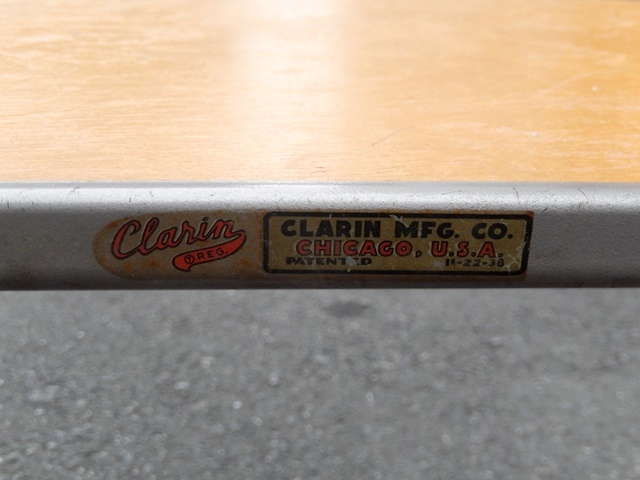 Clarin
REG.
CLARIN MFG. CO.
CHICAGO, U.S.A.
PATENTED 11-22-38